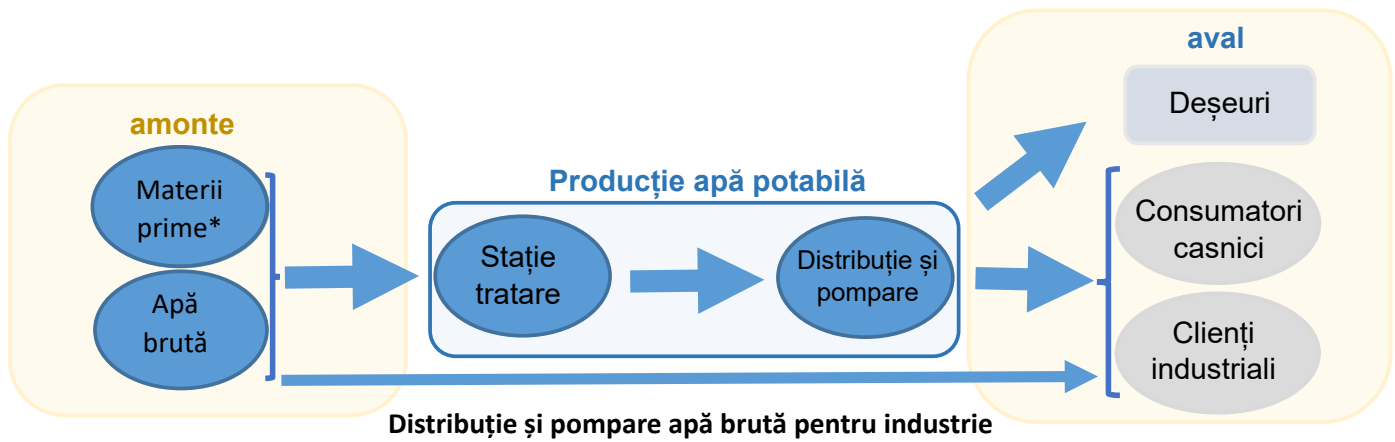 amonte
Materii
prime*
Apă
brută
Producție apă potabilă
Stație
tratare
Distribuție și
pompare
aval
Deșeuri
Consumatori
casnici
Clienți
industriali
Distribuție și pompare apă brută pentru industrie